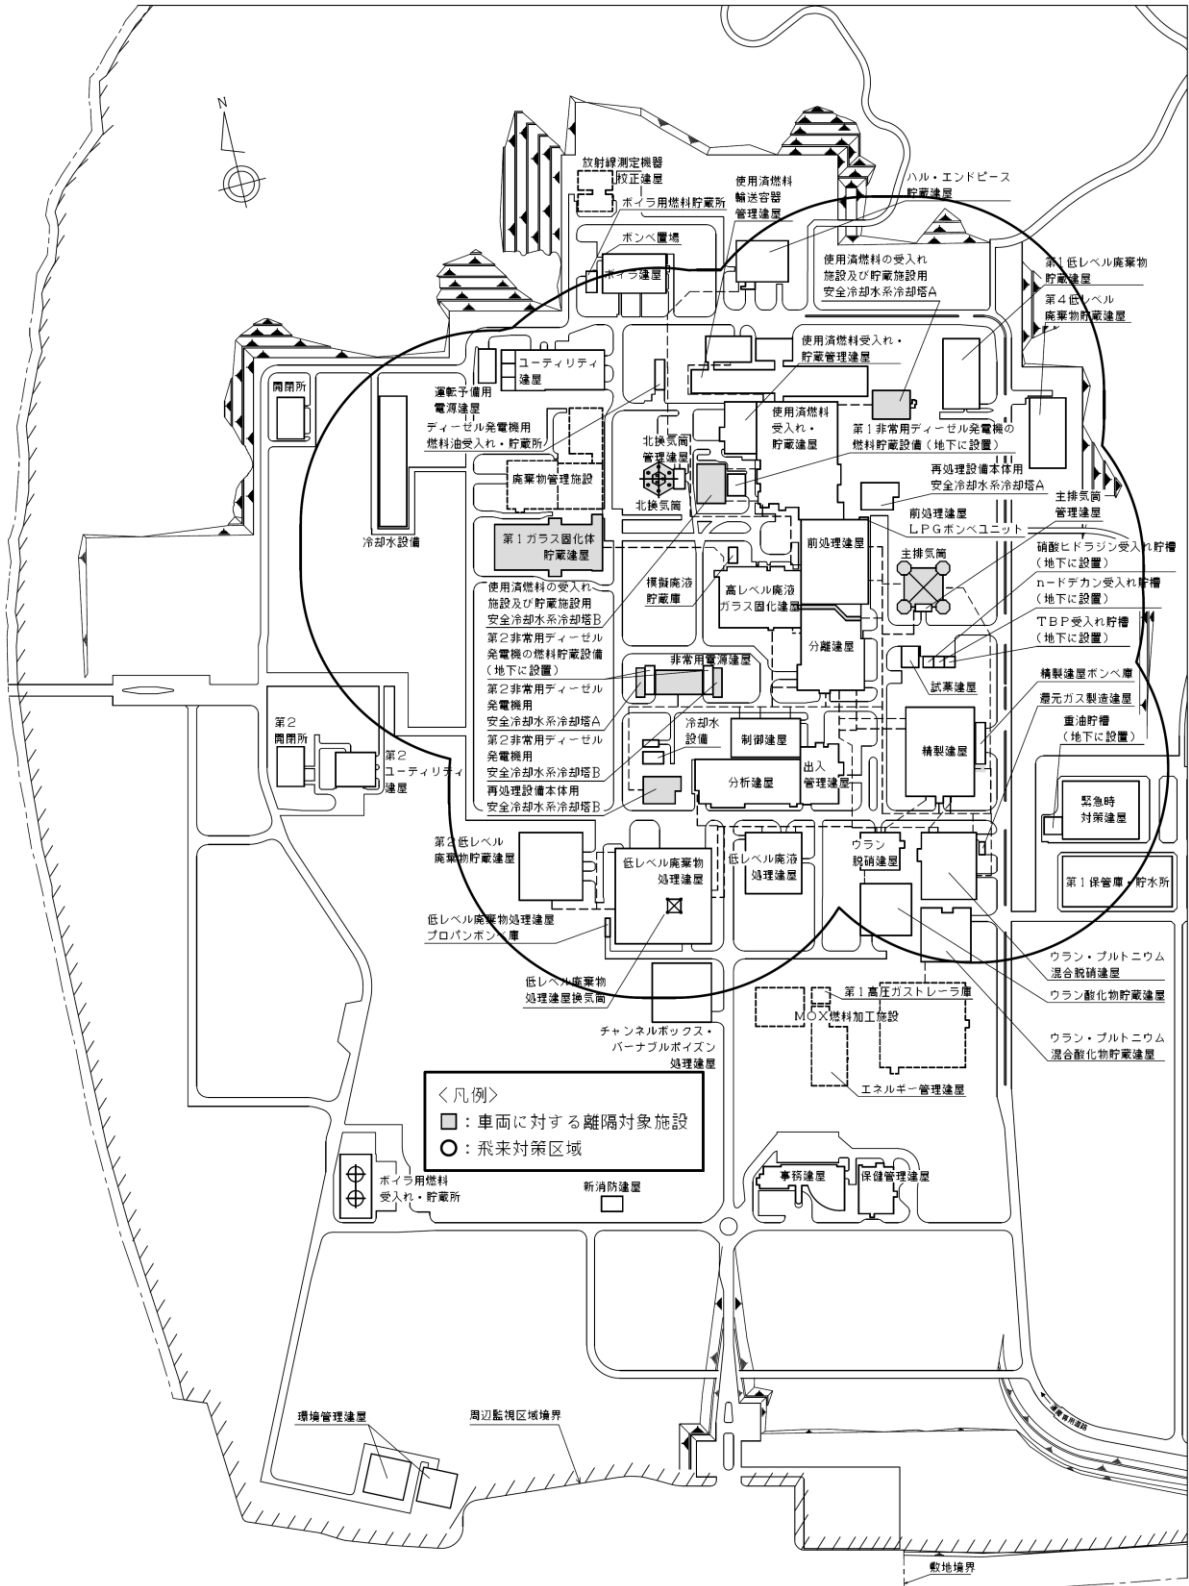 N
放射線測定機器
校正建屋
ボイラ用燃料貯蔵所
ボンベ置場
ボイラ建屋
使用済燃料
輸送容器
管理建屋
ハル・エンドピース
貯蔵建屋
使用済燃料の受入れ
施設及び貯蔵施設用
安全冷却水系冷却塔A
第1低レベル廃棄物
貯蔵建屋
第4低レベル
廃棄物貯蔵建屋
使用済燃料受入れ・
貯蔵管理建屋
ユーティリティ
建屋
運転予備用
電源建屋
開閉所
ディーゼル発電機用
燃料油受入れ・貯蔵所
北換気筒
管理建屋
使用済燃料
受入れ・
貯蔵建屋
第1非常用ディーゼル発電機の
燃料貯蔵設備(地下に設置)
再処理設備本体用
安全冷却水系冷却塔A
廃棄物管理施設
北換気筒
主排気筒
管理建屋
前処理建屋
LPGボンベユニット
冷却水設備
第1ガラス固化体
貯蔵建屋
前処理建屋
主排気筒
硝酸ヒドラジン受入れ貯槽
(地下に設置)
模擬廃液
貯蔵庫
高レベル廃液
ガラス固化建屋
n-ドデカン受入れ貯槽
(地下に設置)
使用済燃料の受入れ
施設及び貯蔵施設用
安全冷却水系冷却塔B
TBP受入れ貯槽
(地下に設置)
第2非常用ディーゼル
発電機の燃料貯蔵設備
(地下に設置)
非常用電源建屋
分離建屋
試薬建屋
精製建屋ボンベ庫
還元ガス製造建屋
第2非常用ディーゼル
発電機用
安全冷却水系冷却塔A
重油貯槽
(地下に設置)
第2
開閉所
第2
ユーティリティ
建屋
第2非常用ディーゼル
発電機用
安全冷却水系冷却塔B
冷却水
設備
制御建屋
精製建屋
再処理設備本体用
安全冷却水系冷却塔B
分析建屋
出入
管理建屋
緊急時
対策建屋
第2低レベル
廃棄物貯蔵建屋
低レベル廃棄物
処理建屋
低レベル廃液
処理建屋
ウラン
脱硝建屋
第1保管庫・貯水所
低レベル廃棄物処理建屋
プロパンボンベ庫
低レベル廃棄物
処理建屋換気筒
ウラン・プルトニウム
混合脱硝建屋
ウラン酸化物貯蔵建屋
第1高圧ガストレーラ庫
MOX燃料加工施設
チャンネルボックス・
バーナブルポイズン
処理建屋
ウラン・プルトニウム
混合酸化物貯蔵建屋
エネルギー管理建屋
<凡例>
:車両に対する離隔対象施設
:飛来対策区域
ボイラ用燃料
受入れ・貯蔵所
新消防建屋
事務建屋
保健管理建屋
環境管理建屋
周辺監視区域境界
敷地境界